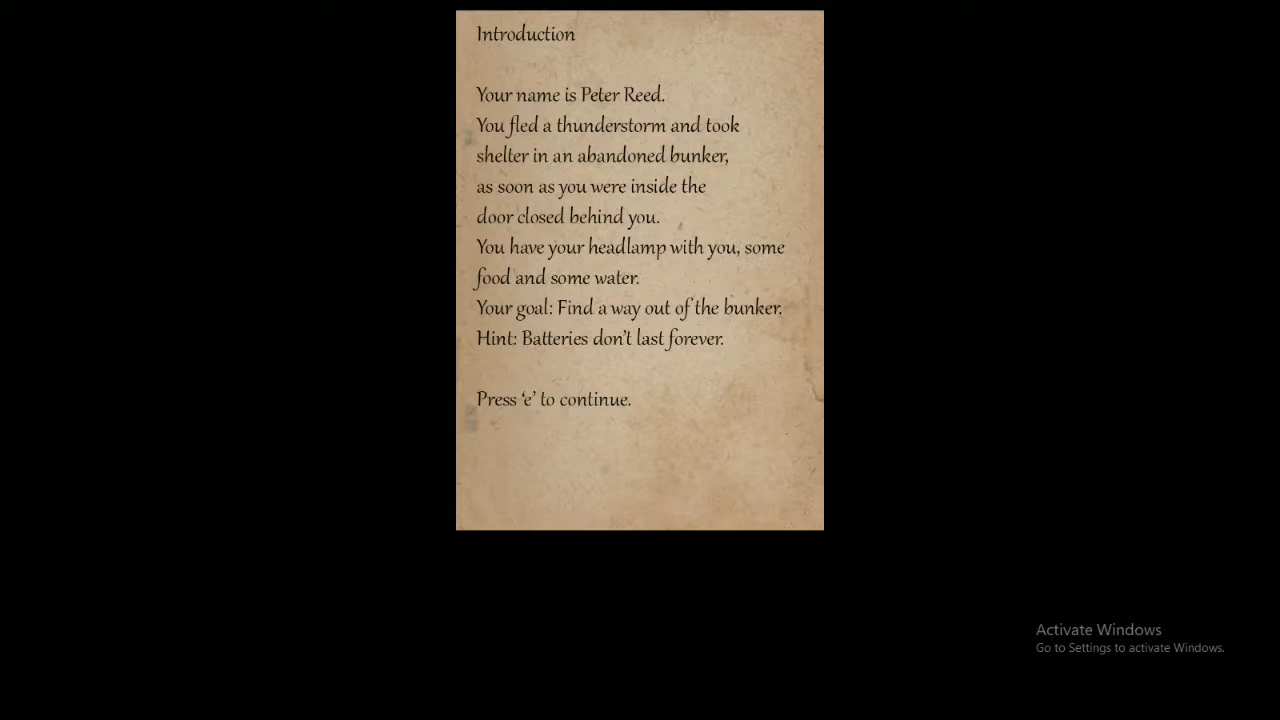 Introduction
Your name is Peter Reed.
You fled a thunderstorm and took
shelter in an abandoned bunker,
as soon as you were inside the
door closed behind you.
You have your headlamp with you, some
food and some water.
Your goal: Find a way out of the bunker.
Hint: Batteries don't last forever.
Press ‘e’ to continue.
Activate Windows
Go to Settings to activate Windows.